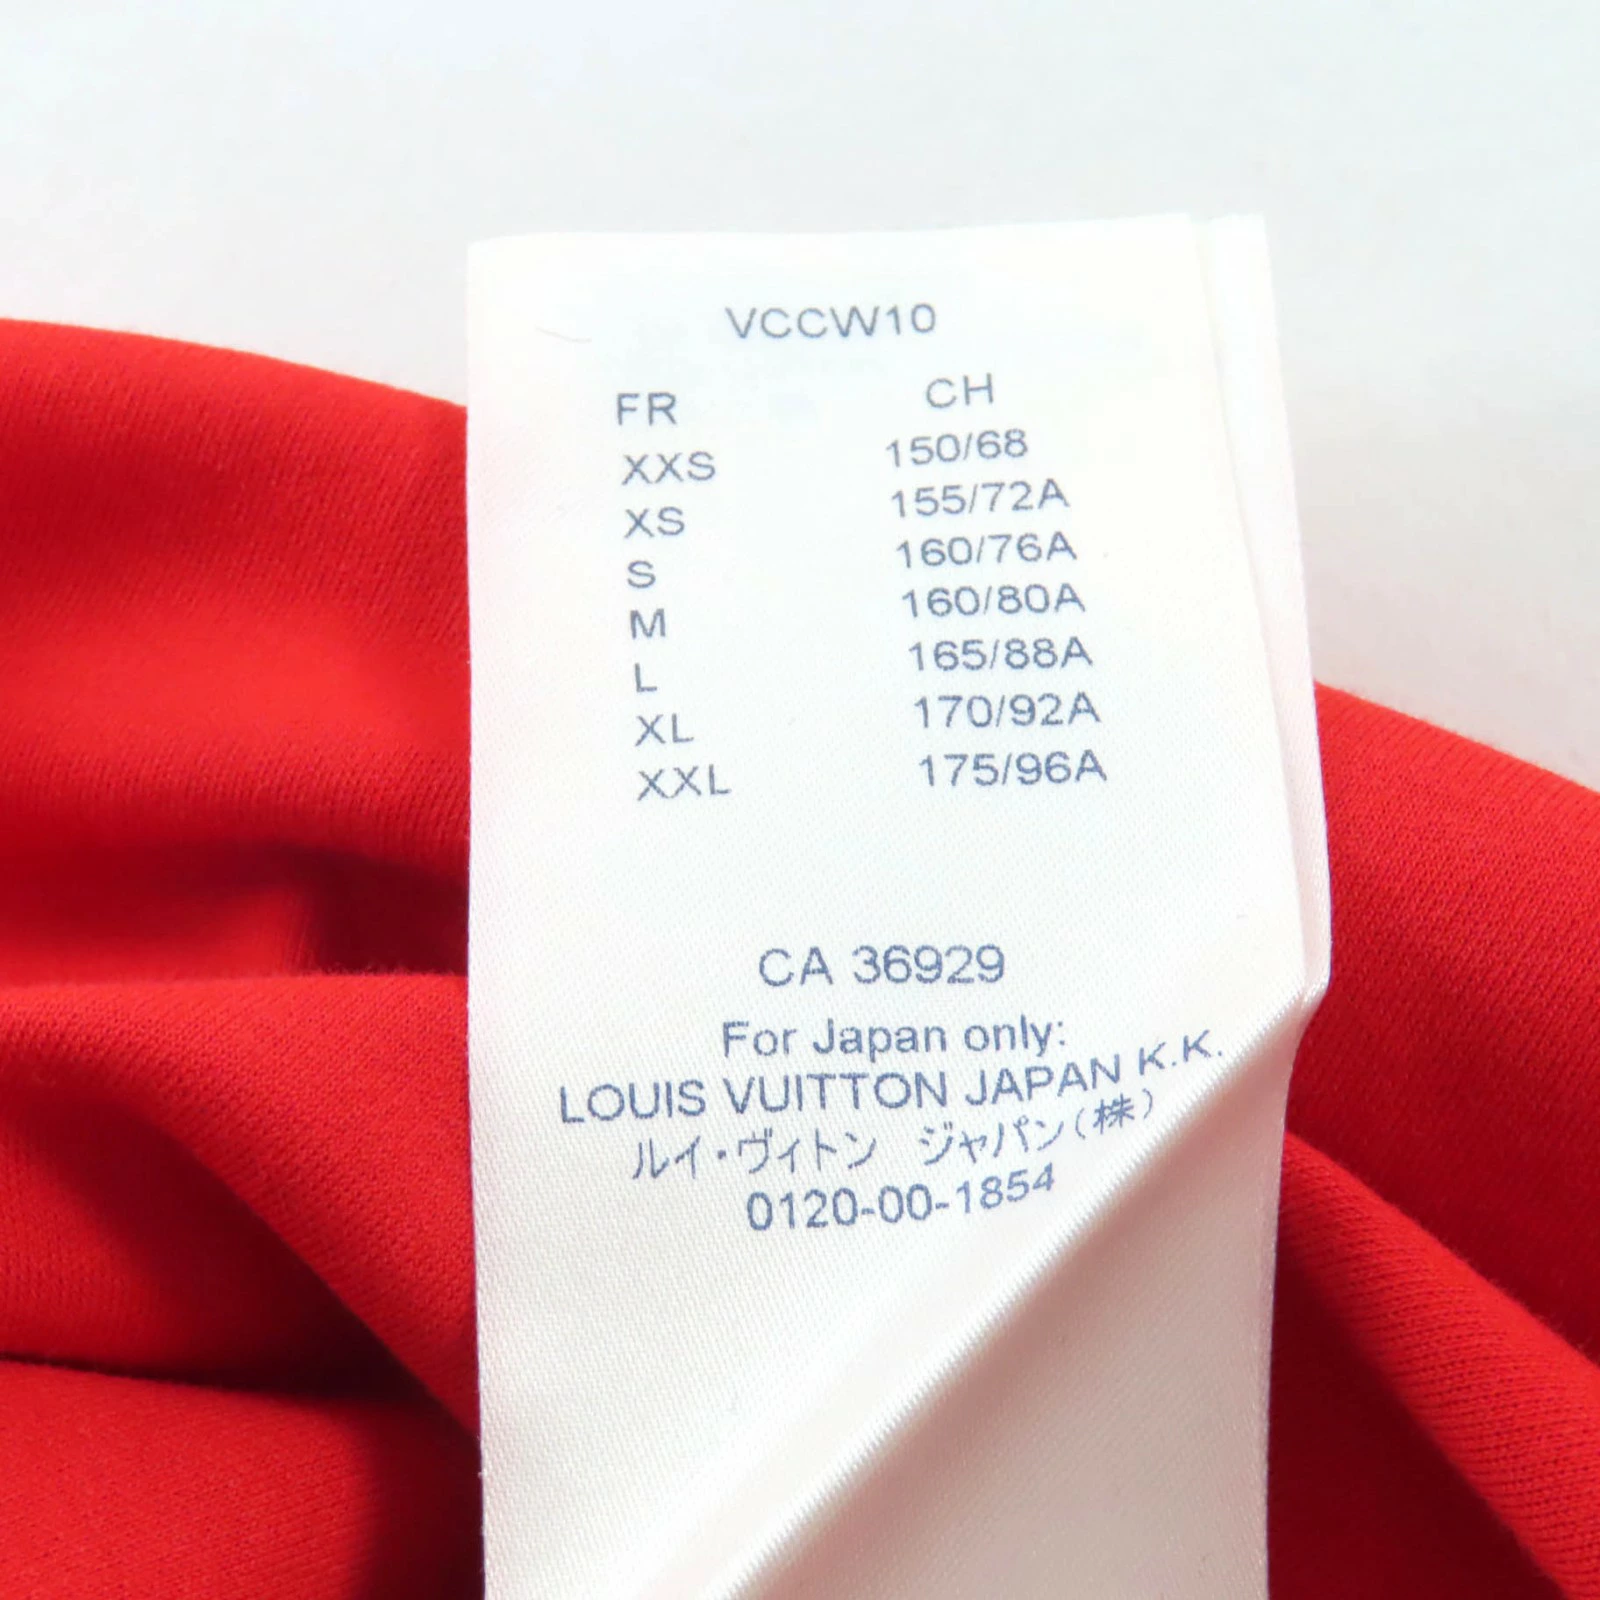 VCCW10
FR CH
XXS 150/68
XS 155/72A
S 160/76A
M 160/80A
L 165/88A
XL 170/92A
XXL 175/96A
CA 36929
For Japan only:
LOUIS VUITTON JAPAN K.K.
ルイ・ヴィトン ジャパン(株)
0120-00-1854